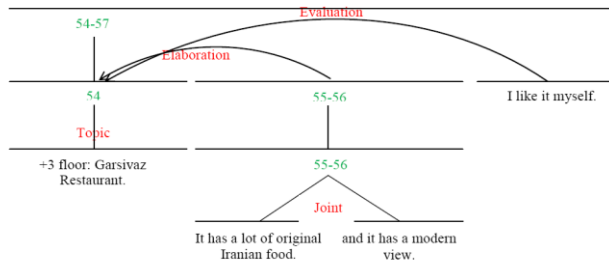 Evaluation
54-57
Elaboration
54
55-56
I like it myself.
Topic
+3 floor: Garsivaz
Restaurant.
55-56
Joint
It has a lot of original
Iranian food.
and it has a modern
view.